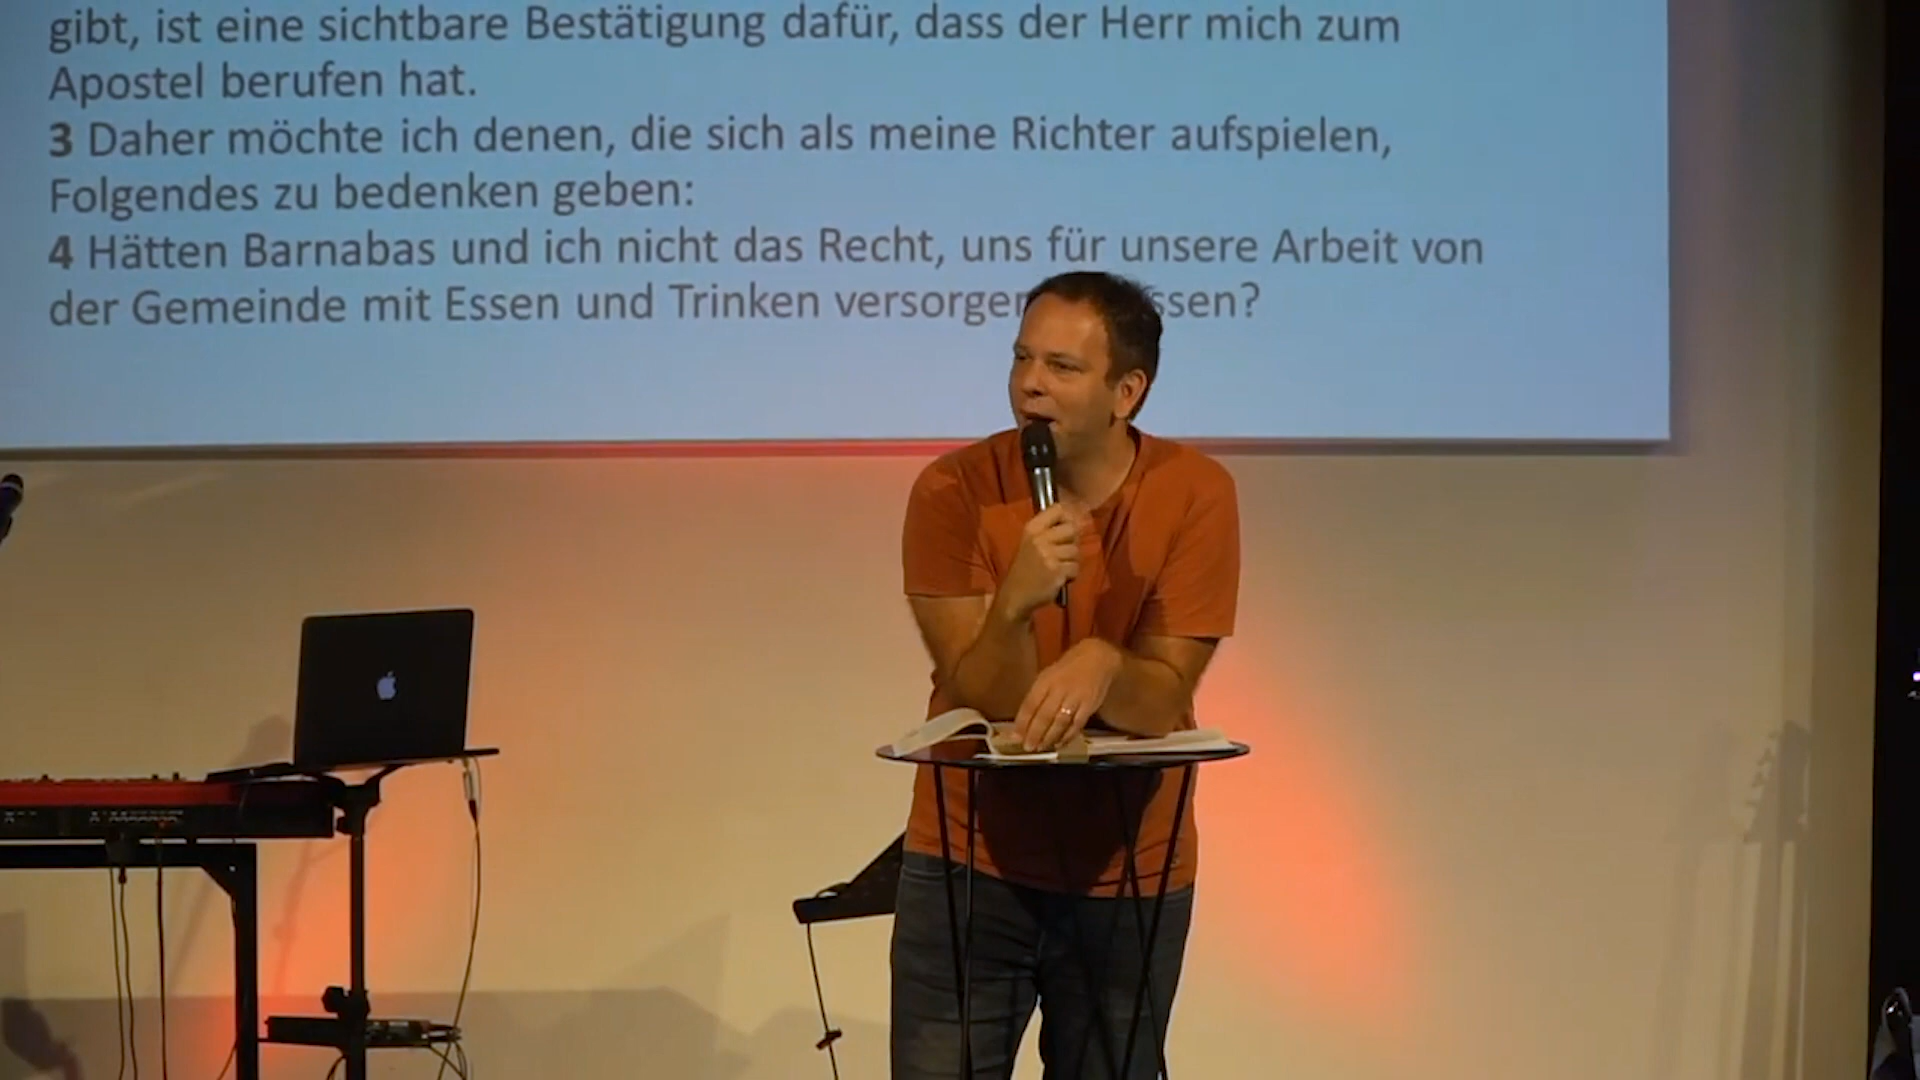 gibt, ist eine sichtbare Bestätigung dafür, dass der Herr mich zum
Apostel berufen hat.
3 Daher möchte ich denen, die sich als meine Richter aufspielen,
Folgendes zu bedenken geben:
4 Hätten Barnabas und ich nicht das Recht, uns für unsere Arbeit von
der Gemeinde mit Essen und Trinken